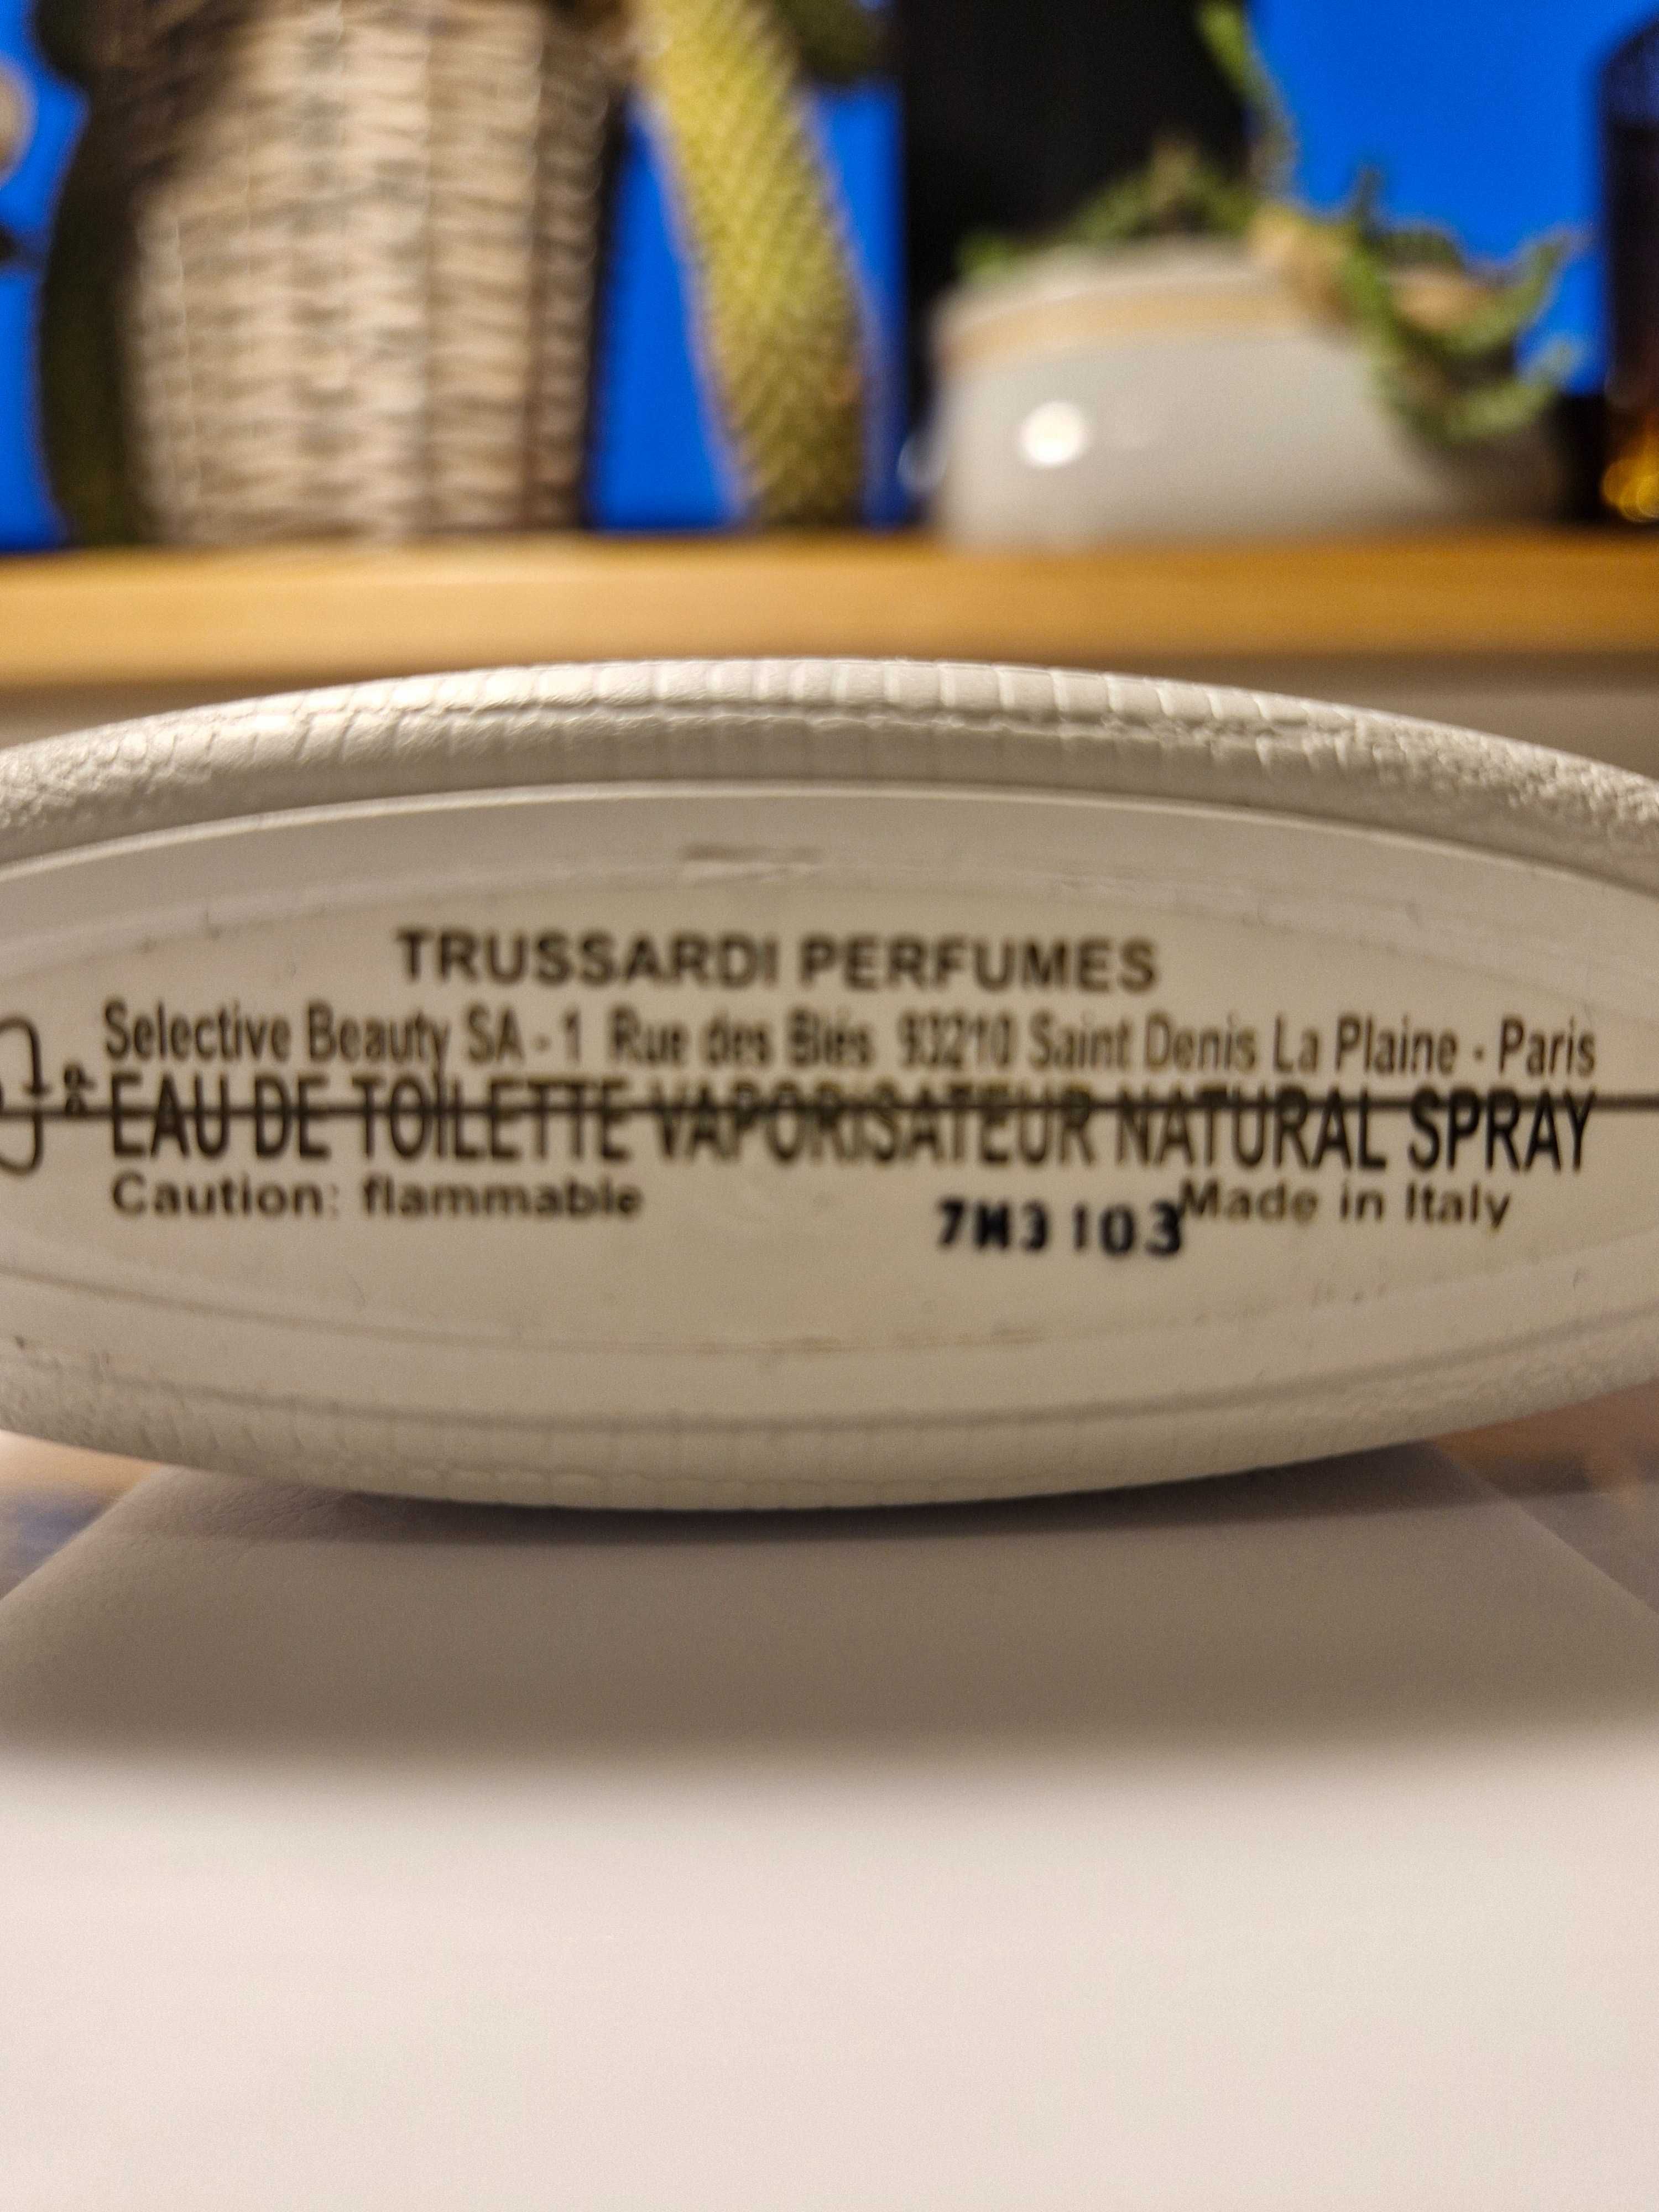 TRUSSARDI PERFUMES
Selective Beauty SA - 1 Rue des Blés 93210 Saint Denis La Plaine - Paris
EAU DE TOILETTE VAPORISATEUR NATURAL SPRAY
Caution: flammable
7M3103
Made in Italy